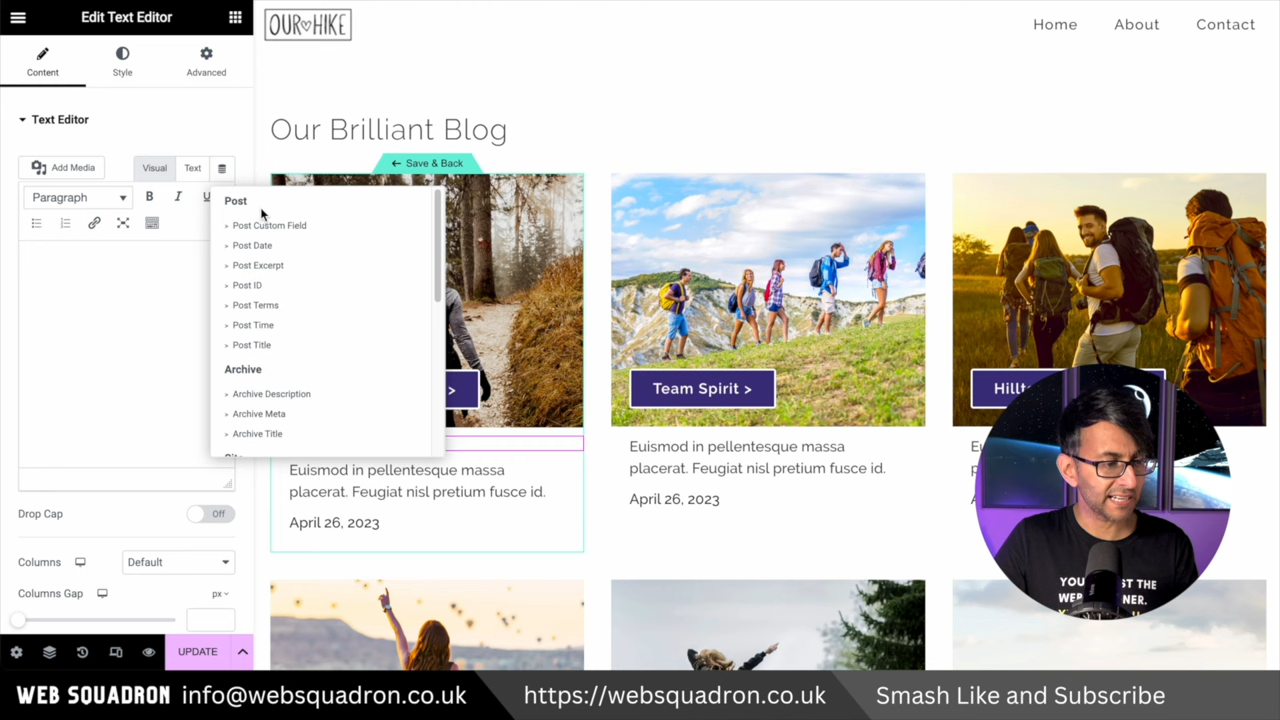 Edit Text Editor
Content
Style
Advanced
Text Editor
Add Media
Visual
Text
Paragraph
B
I
U
Post
Post Custom Field
Post Date
Post Excerpt
Post ID
Post Terms
Post Time
Post Title
Archive
Archive Description
Archive Meta
Archive Title
Drop Cap
Off
Columns
Default
Columns Gap
px
UPDATE
OUR HIKE
Home
About
Contact
Our Brilliant Blog
← Save & Back
>
Team Spirit >
Euismod in pellentesque massa
placerat. Feugiat nisl pretium fusce id.
April 26, 2023
Euismod in pellentesque massa
placerat. Feugiat nisl pretium fusce id.
April 26, 2023
WEB SQUADRON
info@websquadron.co.uk
https://websquadron.co.uk
Smash Like and Subscribe